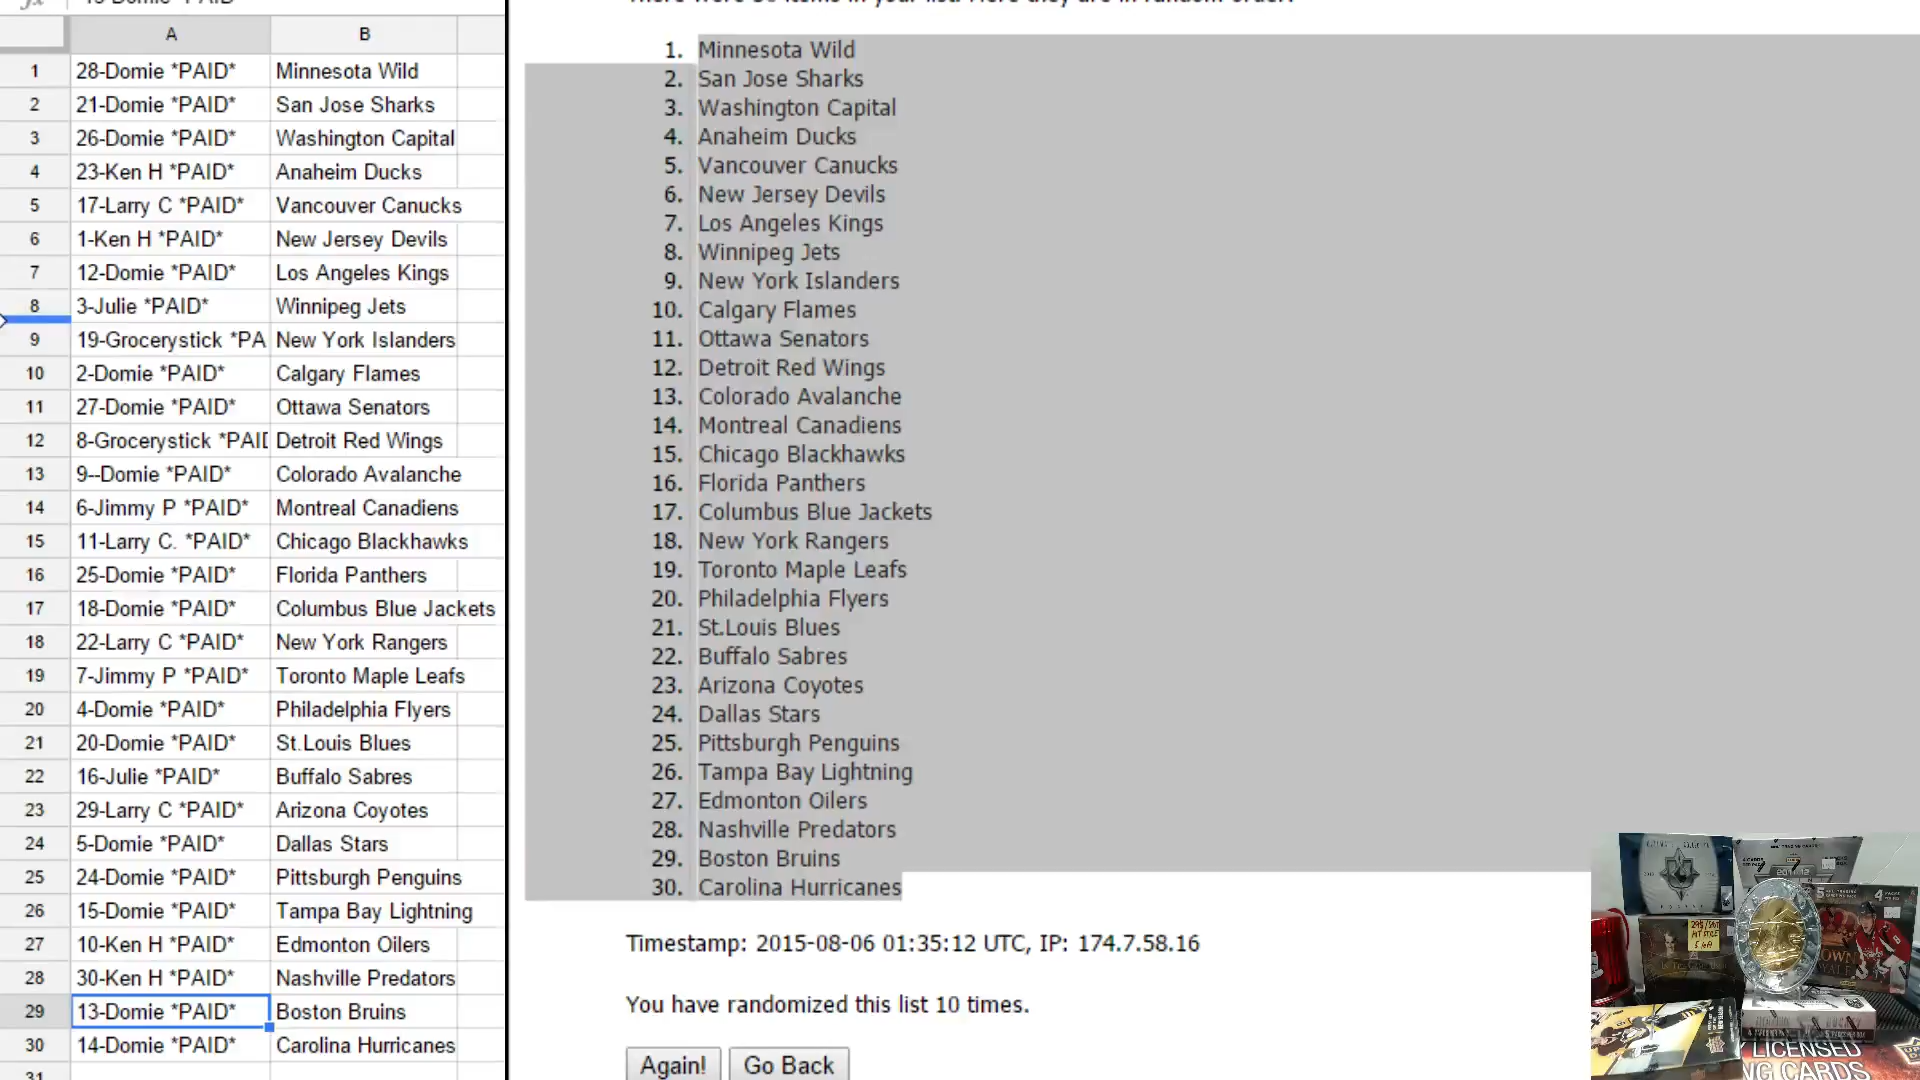 A B
1 28-Domie *PAID* Minnesota Wild
2 21-Domie *PAID* San Jose Sharks
3 26-Domie *PAID* Washington Capital
4 23-Ken H *PAID* Anaheim Ducks
5 17-Larry C *PAID* Vancouver Canucks
6 1-Ken H *PAID* New Jersey Devils
7 12-Domie *PAID* Los Angeles Kings
8 3-Julie *PAID* Winnipeg Jets
9 19-Grocerystick *PA New York Islanders
10 2-Domie *PAID* Calgary Flames
11 27-Domie *PAID* Ottawa Senators
12 8-Grocerystick *PAID Detroit Red Wings
13 9--Domie *PAID* Colorado Avalanche
14 6-Jimmy P *PAID* Montreal Canadiens
15 11-Larry C. *PAID* Chicago Blackhawks
16 25-Domie *PAID* Florida Panthers
17 18-Domie *PAID* Columbus Blue Jackets
18 22-Larry C *PAID* New York Rangers
19 7-Jimmy P *PAID* Toronto Maple Leafs
20 4-Domie *PAID* Philadelphia Flyers
21 20-Domie *PAID* St.Louis Blues
22 16-Julie *PAID* Buffalo Sabres
23 29-Larry C *PAID* Arizona Coyotes
24 5-Domie *PAID* Dallas Stars
25 24-Domie *PAID* Pittsburgh Penguins
26 15-Domie *PAID* Tampa Bay Lightning
27 10-Ken H *PAID* Edmonton Oilers
28 30-Ken H *PAID* Nashville Predators
29 13-Domie *PAID* Boston Bruins
30 14-Domie *PAID* Carolina Hurricanes
31
1. Minnesota Wild
2. San Jose Sharks
3. Washington Capital
4. Anaheim Ducks
5. Vancouver Canucks
6. New Jersey Devils
7. Los Angeles Kings
8. Winnipeg Jets
9. New York Islanders
10. Calgary Flames
11. Ottawa Senators
12. Detroit Red Wings
13. Colorado Avalanche
14. Montreal Canadiens
15. Chicago Blackhawks
16. Florida Panthers
17. Columbus Blue Jackets
18. New York Rangers
19. Toronto Maple Leafs
20. Philadelphia Flyers
21. St.Louis Blues
22. Buffalo Sabres
23. Arizona Coyotes
24. Dallas Stars
25. Pittsburgh Penguins
26. Tampa Bay Lightning
27. Edmonton Oilers
28. Nashville Predators
29. Boston Bruins
30. Carolina Hurricanes
Timestamp: 2015-08-06 01:35:12 UTC, IP: 174.7.58.16
You have randomized this list 10 times.
Again! Go Back
LICENSED
NG CARDS